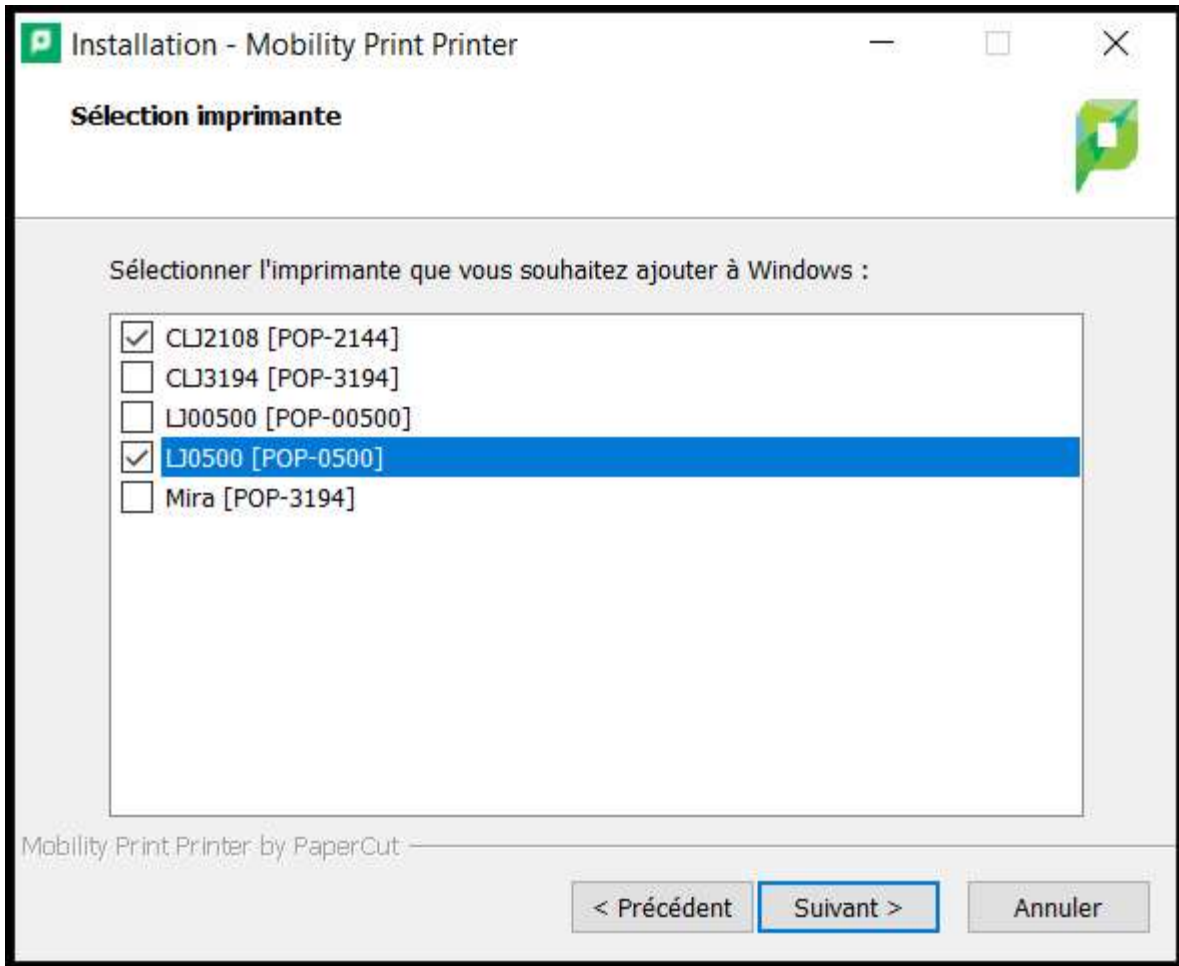 Installation - Mobility Print Printer
Sélection imprimante
Sélectionner l'imprimante que vous souhaitez ajouter à Windows :
CLJ2108 [POP-2144]
CLJ3194 [POP-3194]
LJ00500 [POP-00500]
LJ0500 [POP-0500]
Mira [POP-3194]
Mobility Print Printer by PaperCut
< Précédent Suivant > Annuler